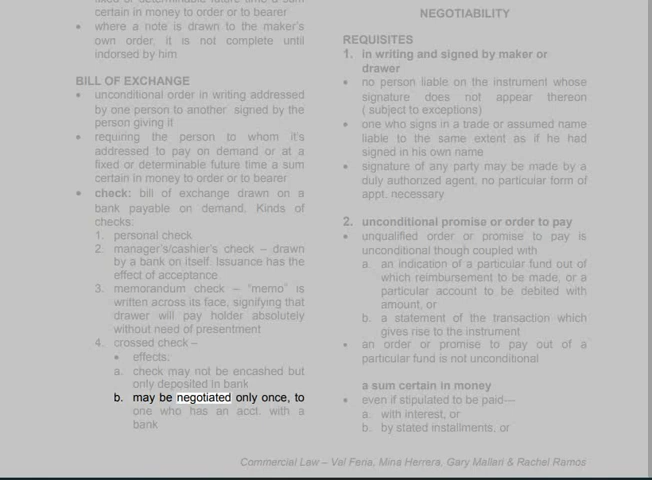 fixed or determinable future time a sum
certain in money to order or to bearer
• where a note is drawn to the maker's
own order, it is not complete until
indorsed by him
BILL OF EXCHANGE
• unconditional order in writing addressed
by one person to another signed by the
person giving it
• requiring the person to whom it's
addressed to pay on demand or at a
fixed or determinable future time a sum
certain in money to order or to bearer
• check: bill of exchange drawn on a
bank payable on demand. Kinds of
checks:
1. personal check
2. manager's/cashier's check – drawn
by a bank on itself. Issuance has the
effect of acceptance
3. memorandum check – "memo" is
written across its face, signifying that
drawer will pay holder absolutely
without need of presentment
4. crossed check –
• effects:
a. check may not be encashed but
only deposited in bank
b. may be negotiated only once, to
one who has an acct. with a
bank
NEGOTIABILITY
REQUISITES
1. in writing and signed by maker or
drawer
• no person liable on the instrument whose
signature does not appear thereon
( subject to exceptions)
• one who signs in a trade or assumed name
liable to the same extent as if he had
signed in his own name
• signature of any party may be made by a
duly authorized agent, no particular form of
appt. necessary
2. unconditional promise or order to pay
• unqualified order or promise to pay is
unconditional though coupled with
a. an indication of a particular fund out of
which reimbursement to be made, or a
particular account to be debited with
amount, or
b. a statement of the transaction which
gives rise to the instrument
• an order or promise to pay out of a
particular fund is not unconditional
a sum certain in money
• even if stipulated to be paid—
a. with interest, or
b. by stated installments, or
Commercial Law – Val Feria, Mina Herrera, Gary Mallari & Rachel Ramos